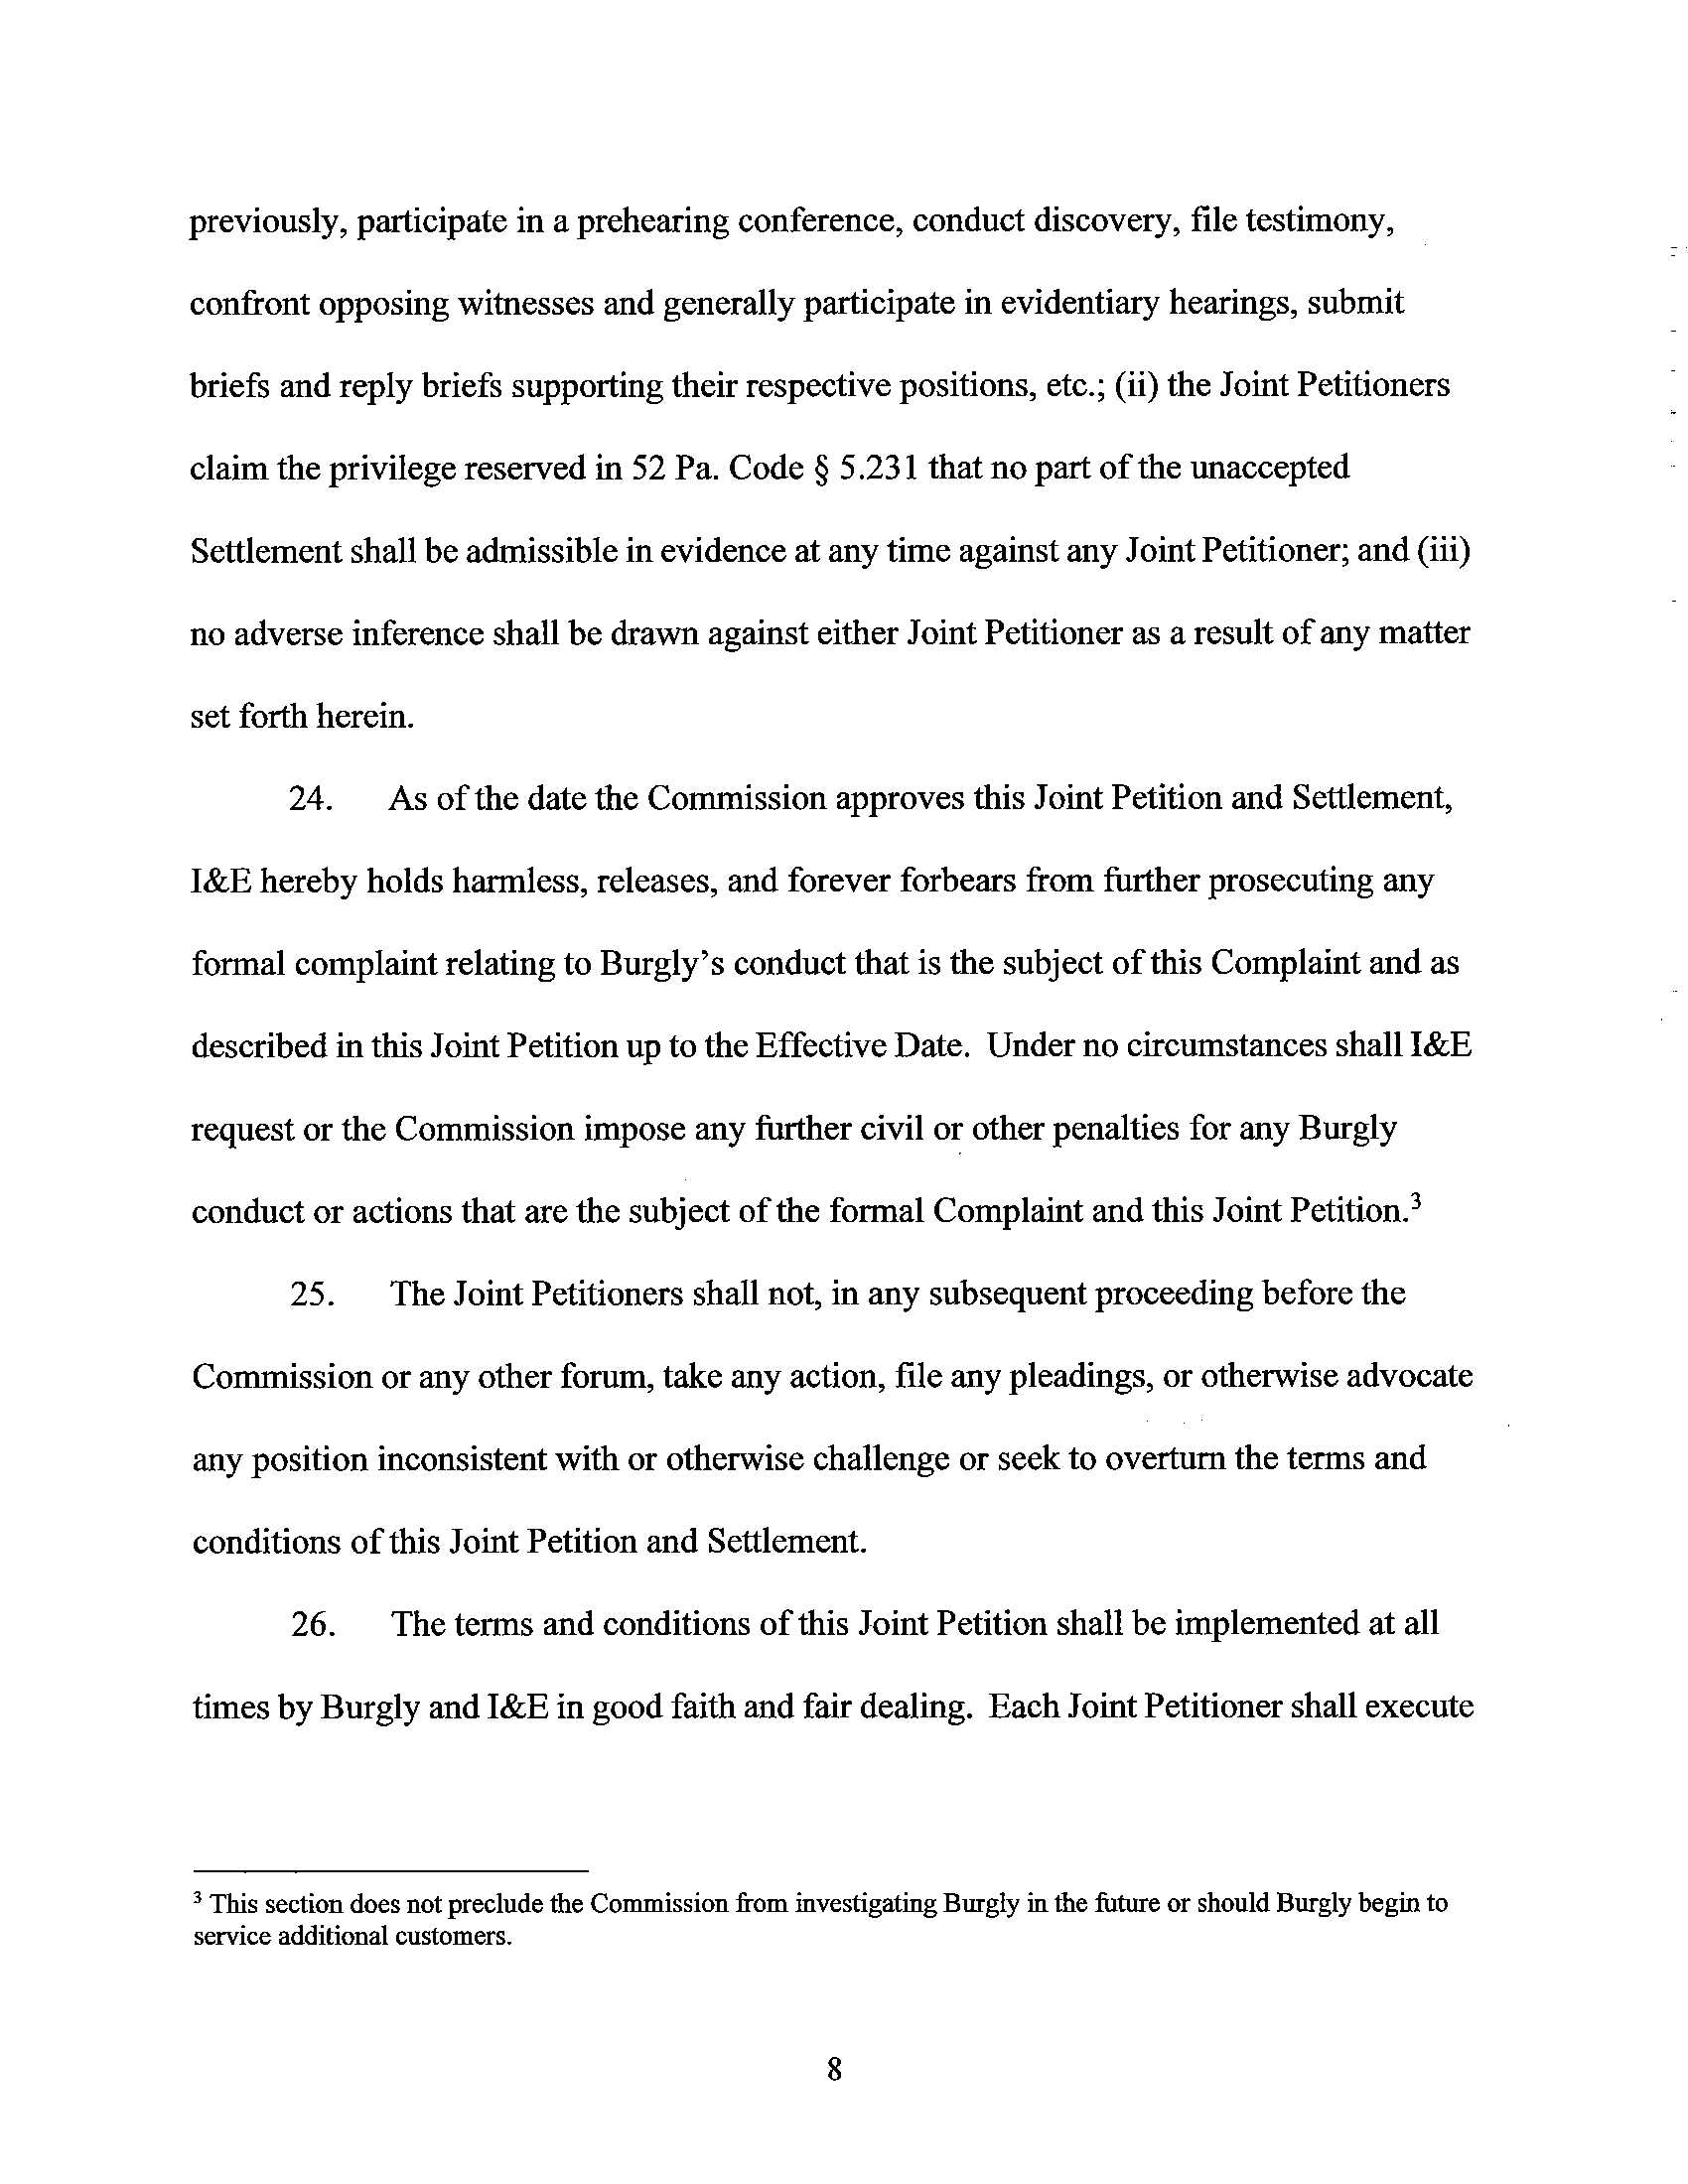 previously, participate in a prehearing conference, conduct discovery, file testimony,
confront opposing witnesses and generally participate in evidentiary hearings, submit
briefs and reply briefs supporting their respective positions, etc.; (ii) the Joint Petitioners
claim the privilege reserved in 52 Pa. Code § 5.231 that no part of the unaccepted
Settlement shall be admissible in evidence at any time against any Joint Petitioner; and (iii)
no adverse inference shall be drawn against either Joint Petitioner as a result of any matter
set forth herein.
24. As of the date the Commission approves this Joint Petition and Settlement,
I&E hereby holds harmless, releases, and forever forbears from further prosecuting any
formal complaint relating to Burgly’s conduct that is the subject of this Complaint and as
described in this Joint Petition up to the Effective Date. Under no circumstances shall I&E
request or the Commission impose any further civil or other penalties for any Burgly
conduct or actions that are the subject of the formal Complaint and this Joint Petition.³
25. The Joint Petitioners shall not, in any subsequent proceeding before the
Commission or any other forum, take any action, file any pleadings, or otherwise advocate
any position inconsistent with or otherwise challenge or seek to overturn the terms and
conditions of this Joint Petition and Settlement.
26. The terms and conditions of this Joint Petition shall be implemented at all
times by Burgly and I&E in good faith and fair dealing. Each Joint Petitioner shall execute
³ This section does not preclude the Commission from investigating Burgly in the future or should Burgly begin to
service additional customers.
8